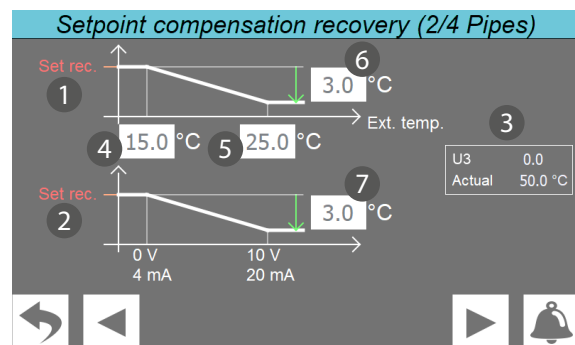 Setpoint compensation recovery (2/4 Pipes)
Set rec.
1
6
3.0 °C
Ext. temp.
3
4 15.0 °C
5 25.0 °C
U3 0.0
Actual 50.0 °C
Set rec.
2
7
3.0 °C
0 V 10 V
4 mA 20 mA